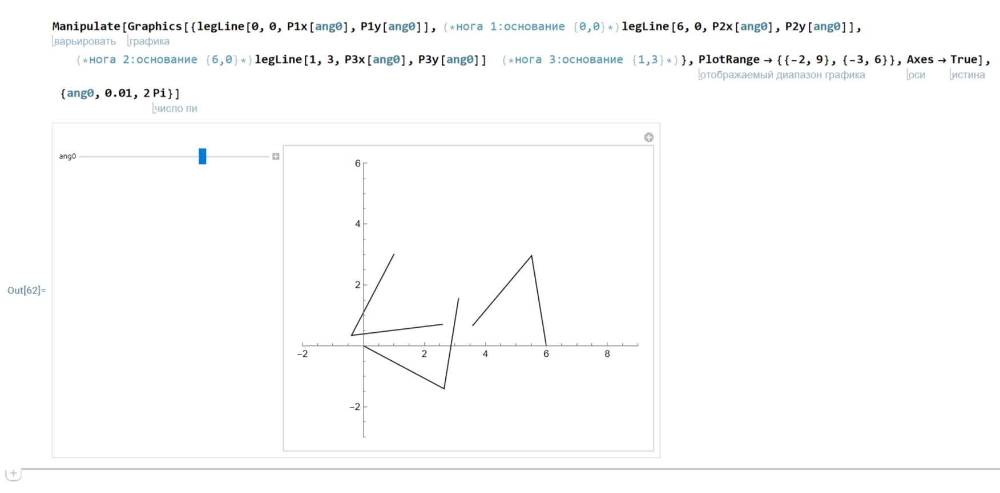 Manipulate[Graphics[{legLine[0, 0, P1x[ang0], P1y[ang0]], (*нога 1:основание {0,0}*)legLine[6, 0, P2x[ang0], P2y[ang0]],
варьировать графика
(*нога 2:основание {6,0}*)legLine[1, 3, P3x[ang0], P3y[ang0]] (*нога 3:основание {1,3}*)}, PlotRange → {{-2, 9}, {-3, 6}}, Axes → True],
отображаемый диапазон графика оси истина
{ang0, 0.01, 2 Pi}]
число пи
ang0
6
4
2
Out[62]=
-2 2 4 6 8
-2